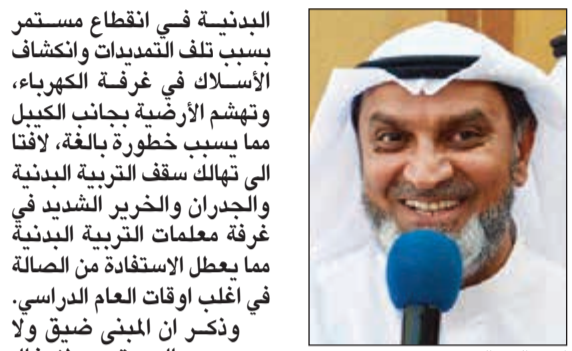 البدنية في انقطاع مستمر
بسبب تلف التمديدات وانكشاف
الأسلاك في غرفة الكهرباء،
وتهشم الأرضية بجانب الكيبل
مما يسبب خطورة بالغة، لافتا
الى تهالك سقف التربية البدنية
والجدران والخرير الشديد في
غرفة معلمات التربية البدنية
مما يعطل الاستفادة من الصالة
في اغلب اوقات العام الدراسي.
وذكر ان المبنى ضيق ولا